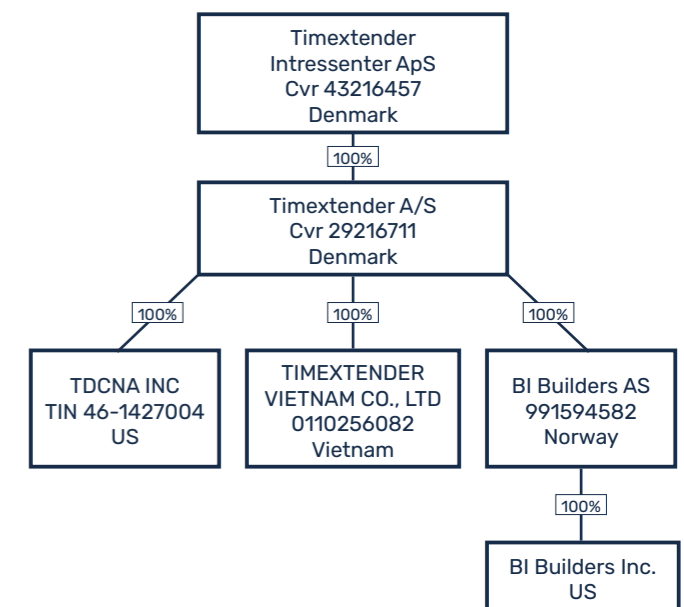 Timextender
Intressenter ApS
Cvr 43216457
Denmark
100%
Timextender A/S
Cvr 29216711
Denmark
100%
100%
100%
TDCNA INC
TIN 46-1427004
US
TIMEXTENDER
VIETNAM CO., LTD
0110256082
Vietnam
BI Builders AS
991594582
Norway
100%
BI Builders Inc.
US